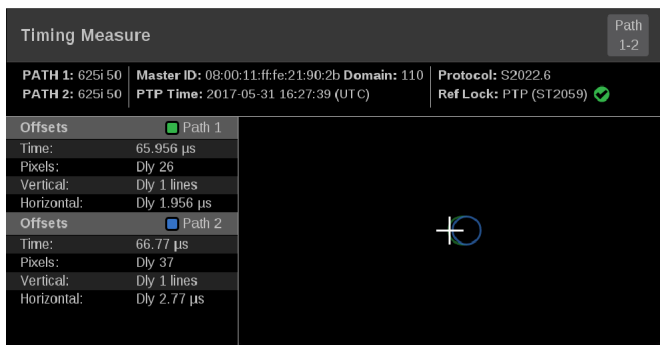 Timing Measure
Path
1-2
PATH 1: 625i 50 Master ID: 08:00:11:ff:fe:21:90:2b Domain: 110 Protocol: S2022.6
PATH 2: 625i 50 PTP Time: 2017-05-31 16:27:39 (UTC) Ref Lock: PTP (ST2059)
Offsets Path 1
Time: 65.956 µs
Pixels: Dly 26
Vertical: Dly 1 lines
Horizontal: Dly 1.956 µs
Offsets Path 2
Time: 66.77 µs
Pixels: Dly 37
Vertical: Dly 1 lines
Horizontal: Dly 2.77 µs